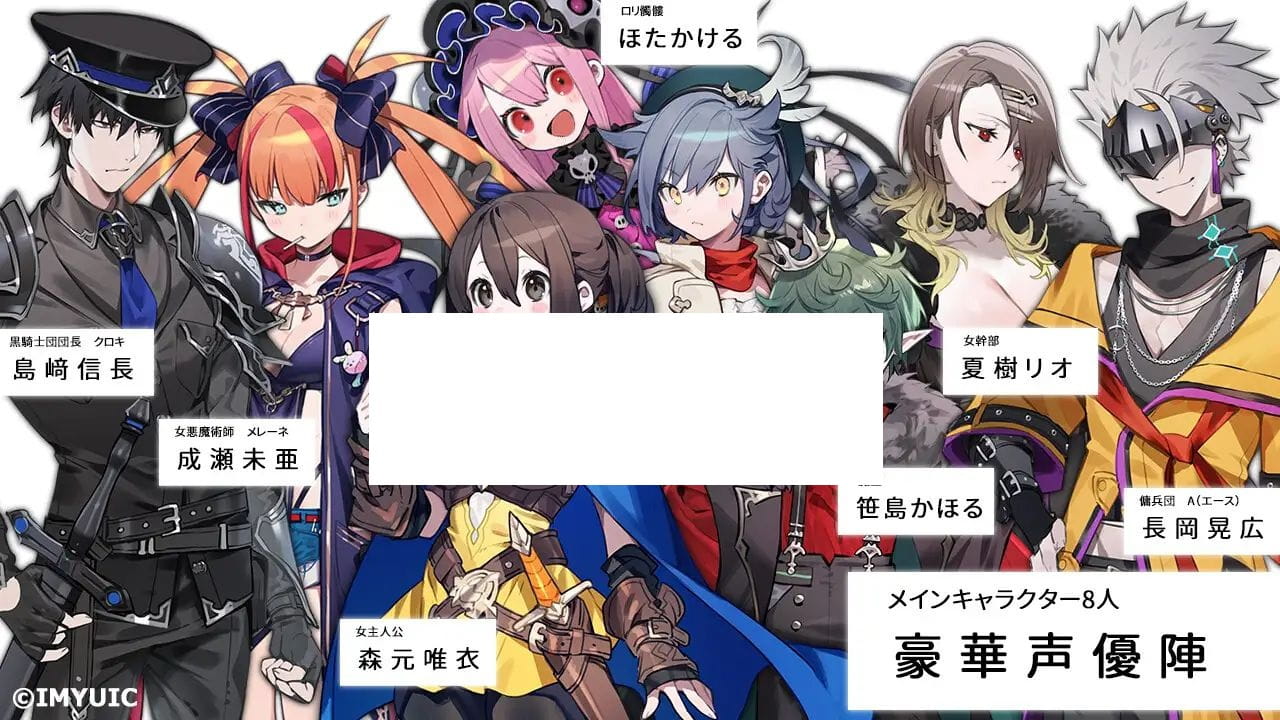 ロリ髑髏
ほたかける
黒騎士団団長　クロキ
島﨑信長
女幹部
夏樹リオ
女悪魔術師　メレーネ
成瀬未亜
笹島かほる
傭兵団　A(エース)
長岡晃広
メインキャラクター8人
豪華声優陣
女主人公
森元唯衣
©IMYUIC